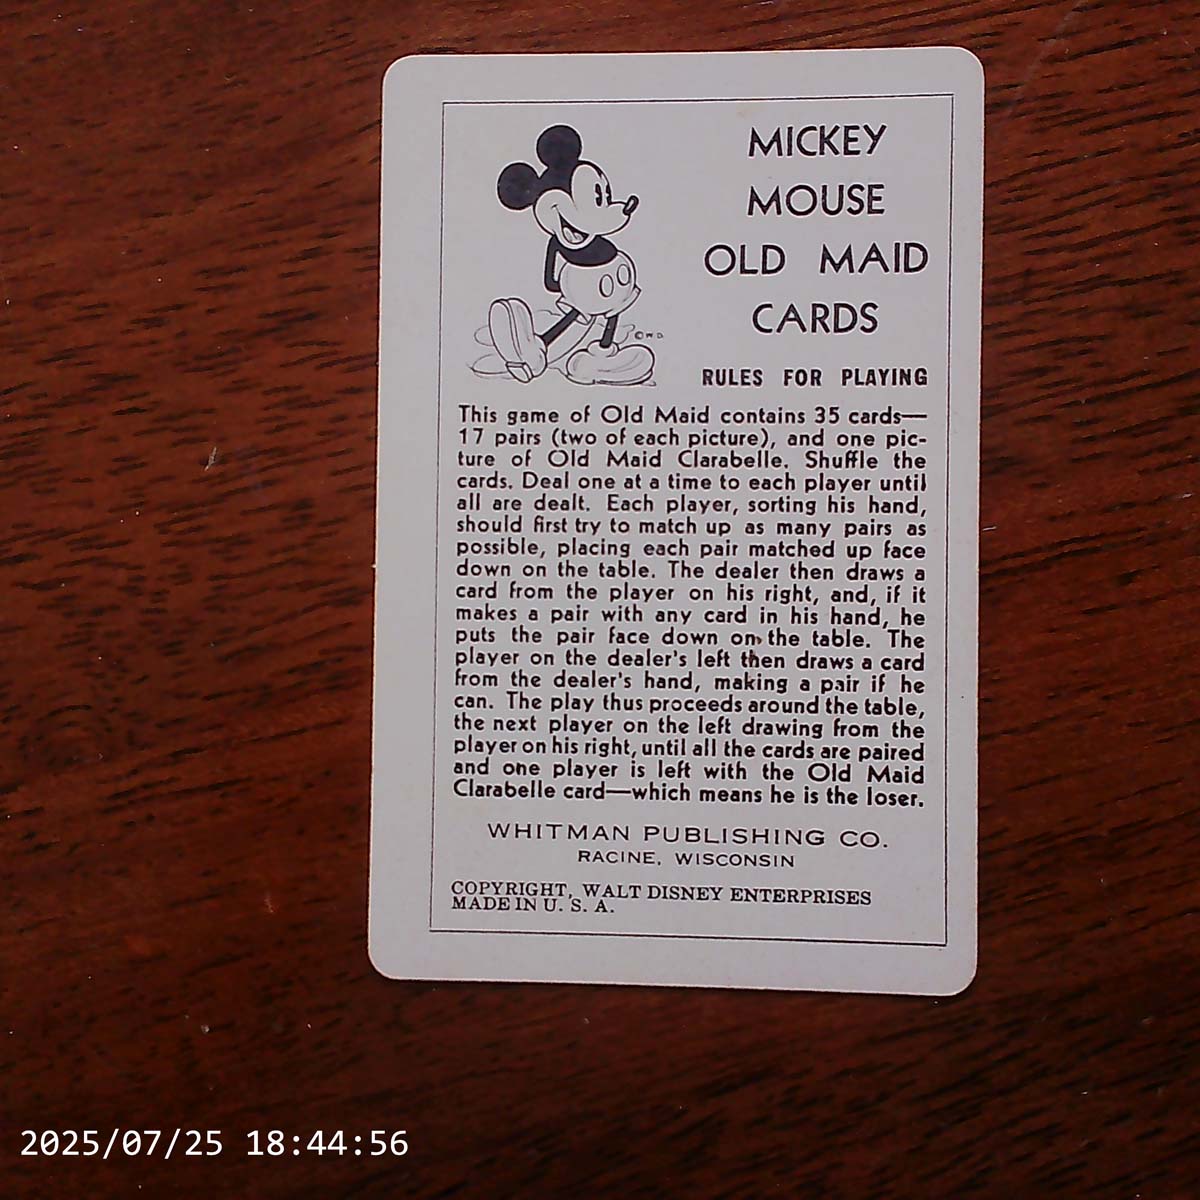 MICKEY
MOUSE
OLD MAID
CARDS
© W. D.
RULES FOR PLAYING
This game of Old Maid contains 35 cards—
17 pairs (two of each picture), and one pic-
ture of Old Maid Clarabelle. Shuffle the
cards. Deal one at a time to each player until
all are dealt. Each player, sorting his hand,
should first try to match up as many pairs as
possible, placing each pair matched up face
down on the table. The dealer then draws a
card from the player on his right, and, if it
makes a pair with any card in his hand, he
puts the pair face down on the table. The
player on the dealer's left then draws a card
from the dealer's hand, making a pair if he
can. The play thus proceeds around the table,
the next player on the left drawing from the
player on his right, until all the cards are paired
and one player is left with the Old Maid
Clarabelle card—which means he is the loser.
WHITMAN PUBLISHING CO.
RACINE, WISCONSIN
COPYRIGHT, WALT DISNEY ENTERPRISES
MADE IN U. S. A.
2025/07/25 18:44:56